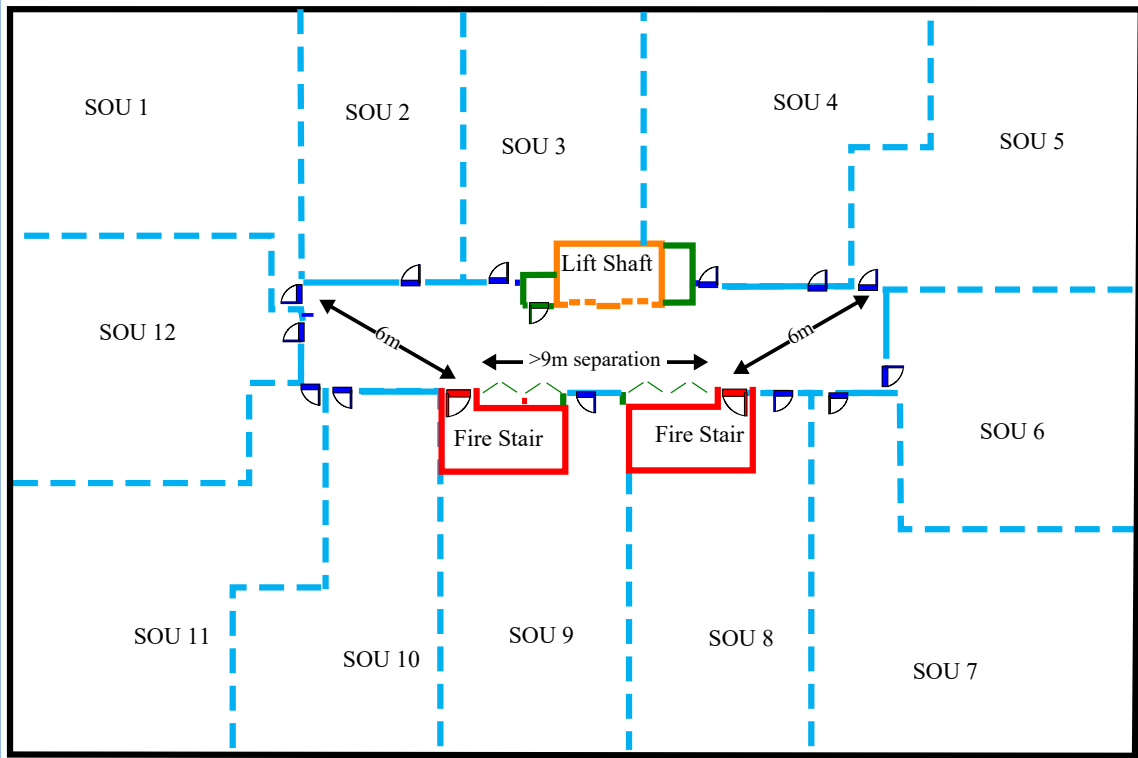 SOU 1
SOU 2
SOU 3
SOU 4
SOU 5
Lift Shaft
SOU 12
6m
>9m separation
6m
Fire Stair
Fire Stair
SOU 6
SOU 11
SOU 10
SOU 9
SOU 8
SOU 7